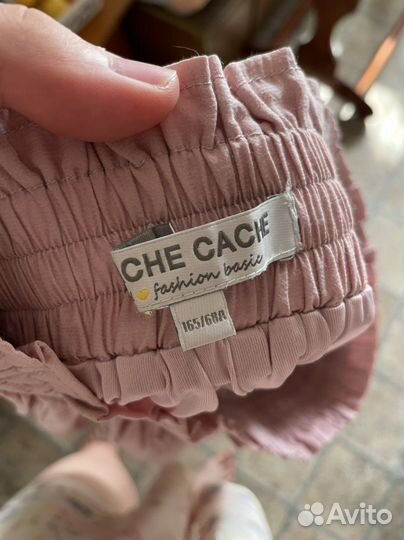 CHE CACHE
fashion basic
165/68A
Avito